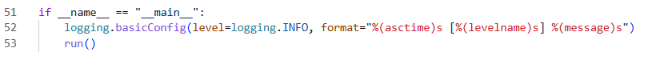 51 if __name__ == "__main__":
52     logging.basicConfig(level=logging.INFO, format="%(asctime)s [%(levelname)s] %(message)s")
53     run()